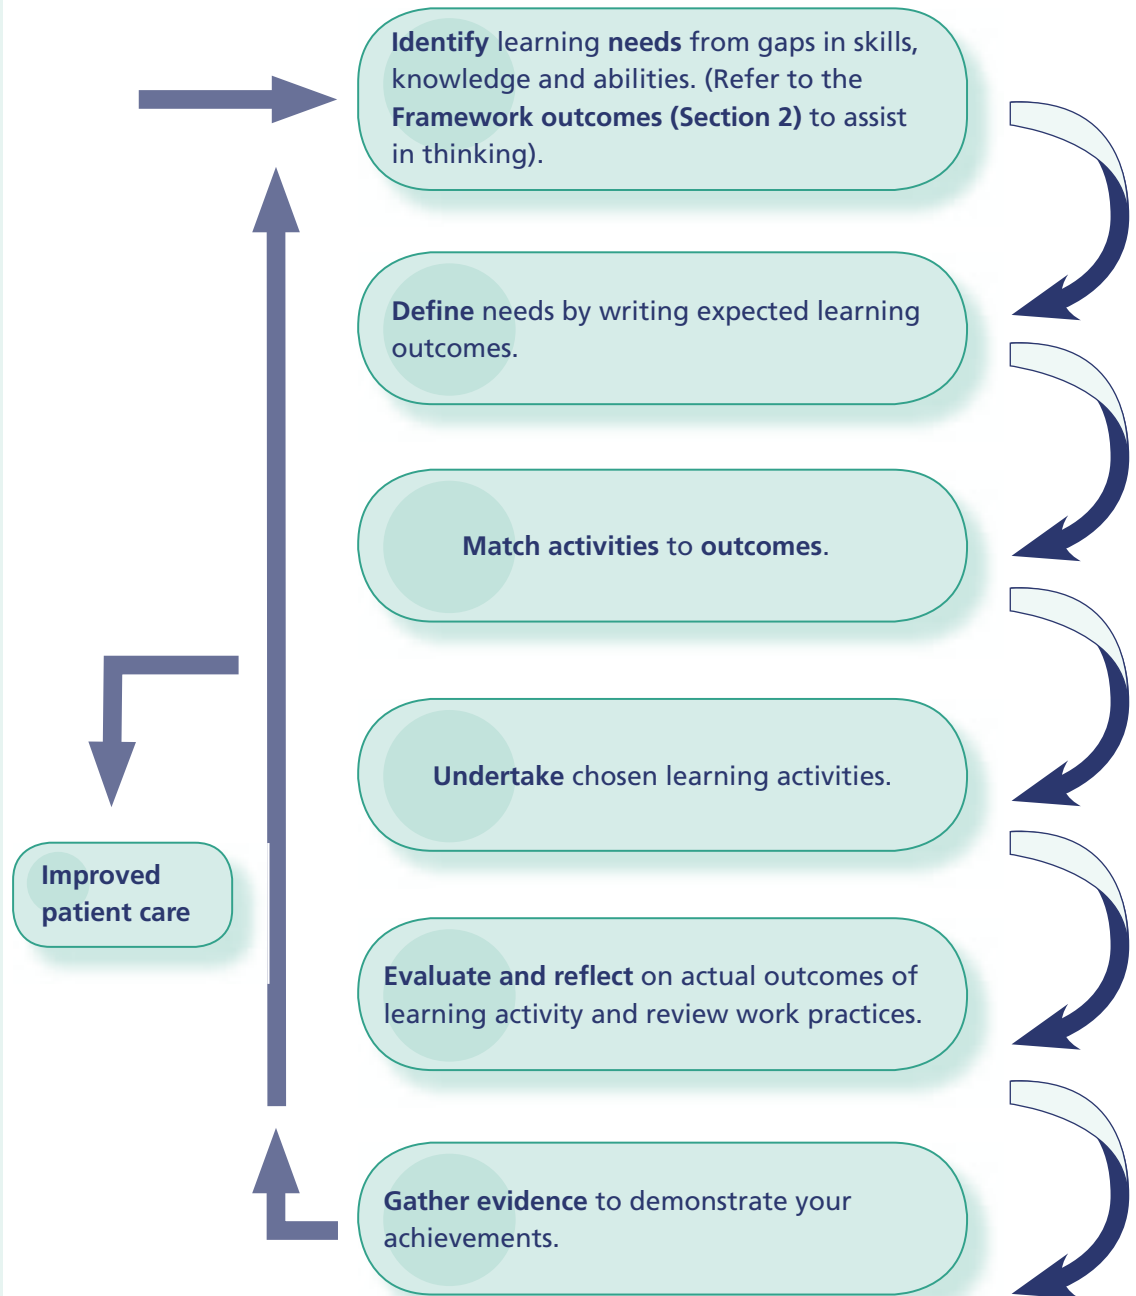 Identify learning needs from gaps in skills,
knowledge and abilities. (Refer to the
Framework outcomes (Section 2) to assist
in thinking).
Define needs by writing expected learning
outcomes.
Match activities to outcomes.
Undertake chosen learning activities.
Improved
patient care
Evaluate and reflect on actual outcomes of
learning activity and review work practices.
Gather evidence to demonstrate your
achievements.